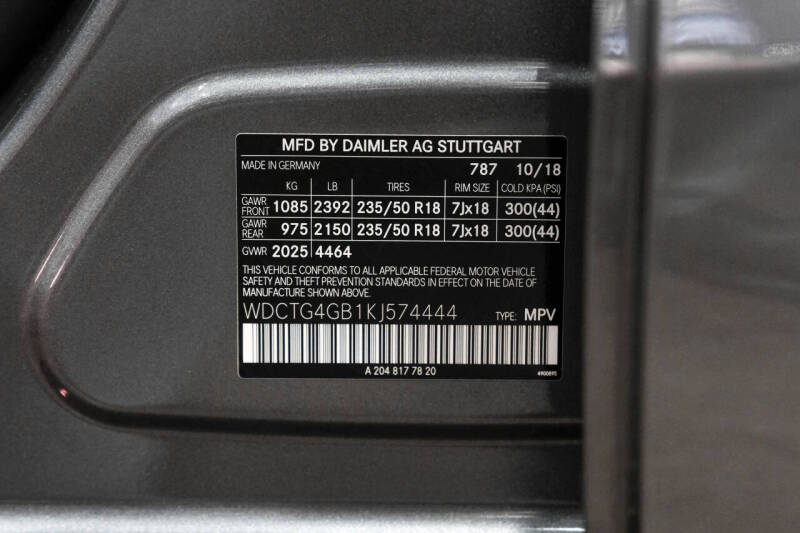 MFD BY DAIMLER AG STUTTGART
MADE IN GERMANY 787 10/18
KG LB TIRES RIM SIZE COLD KPA (PSI)
GAWR FRONT 1085 2392 235/50 R18 7Jx18 300(44)
GAWR REAR 975 2150 235/50 R18 7Jx18 300(44)
GVWR 2025 4464
THIS VEHICLE CONFORMS TO ALL APPLICABLE FEDERAL MOTOR VEHICLE
SAFETY AND THEFT PREVENTION STANDARDS IN EFFECT ON THE DATE OF
MANUFACTURE SHOWN ABOVE.
WDCTG4GB1KJ574444 TYPE: MPV
A 204 817 78 20